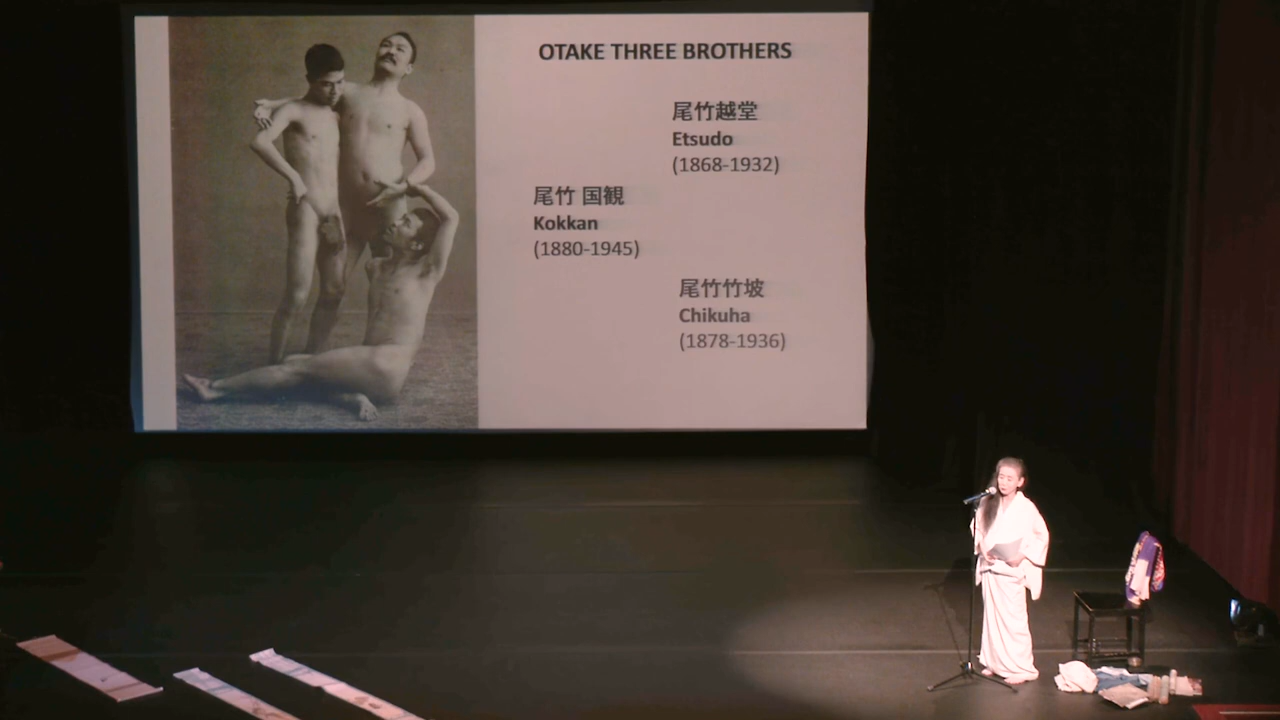 OTAKE THREE BROTHERS
尾竹越堂
Etsudo
(1868-1932)
尾竹 国観
Kokkan
(1880-1945)
尾竹竹坡
Chikuha
(1878-1936)